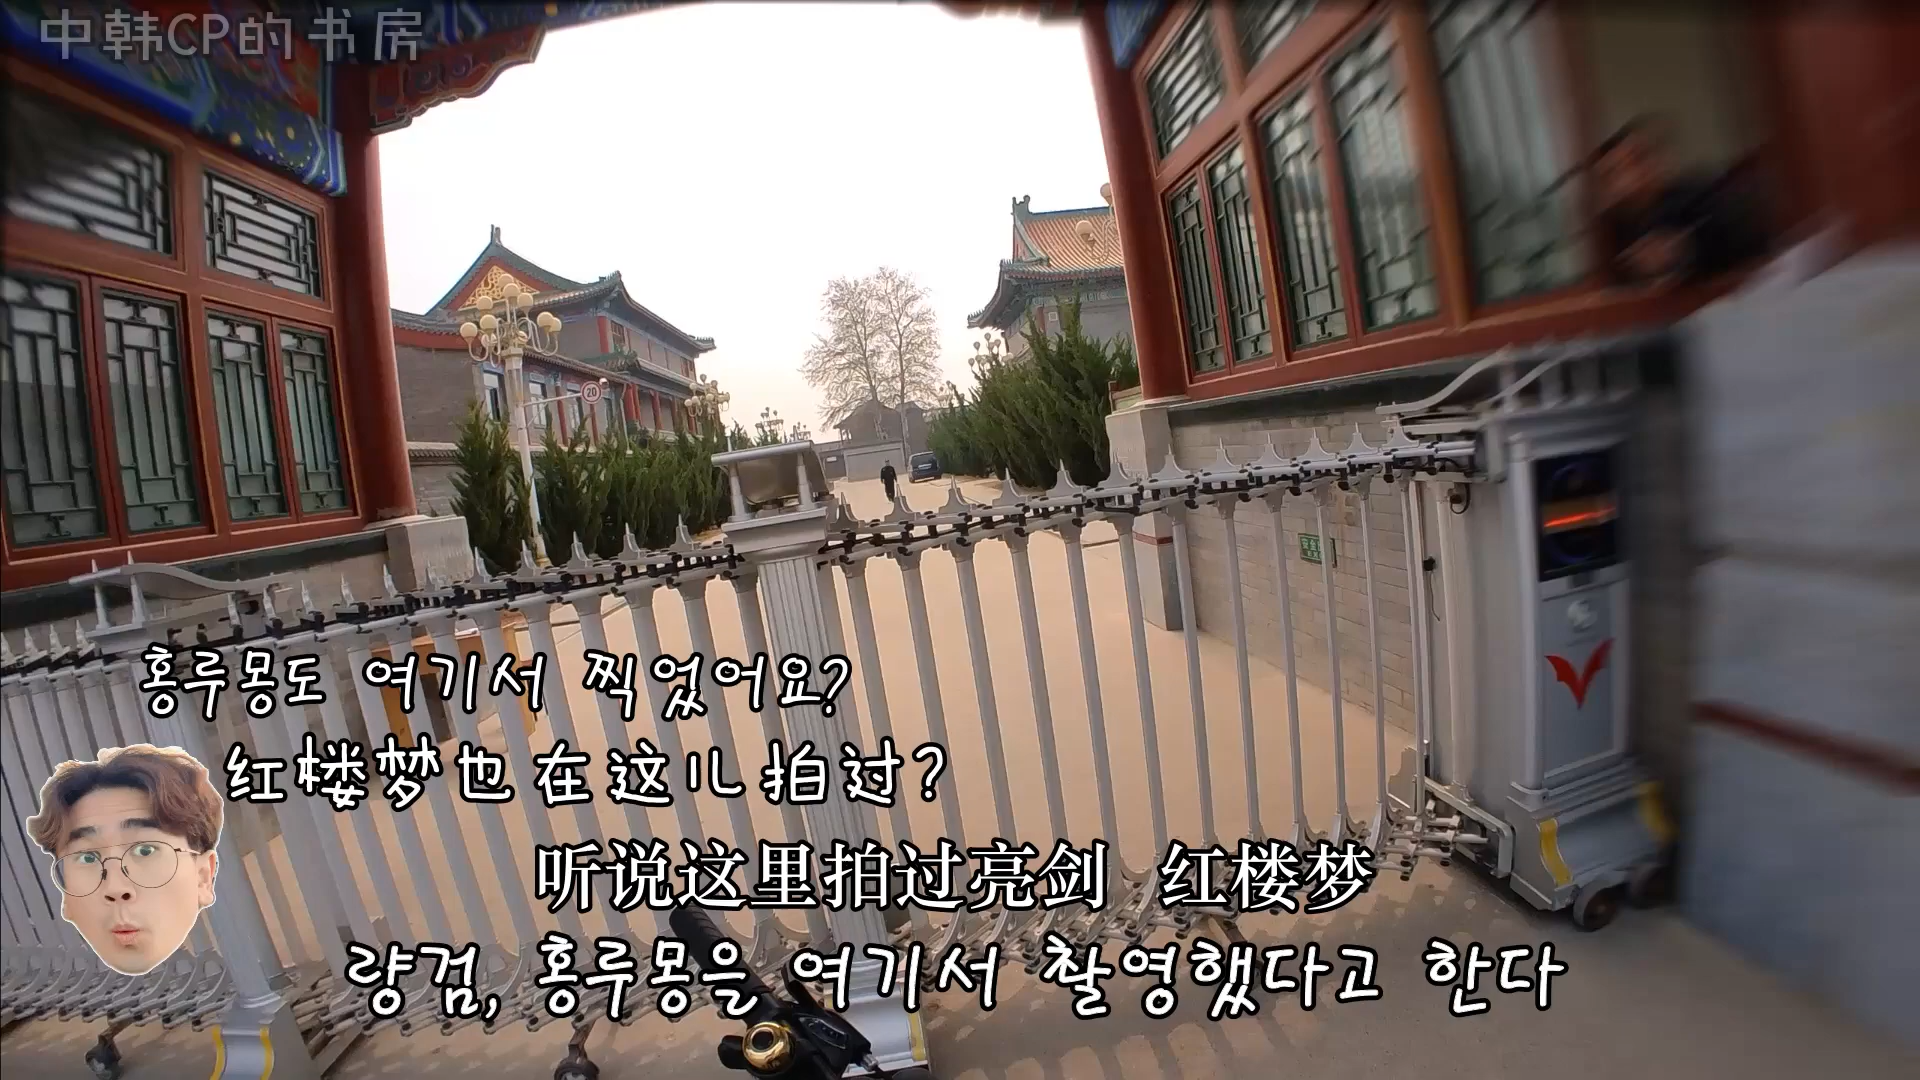 中韩CP的书房
20
홍루몽도 여기서 찍었어요?
红楼梦也在这儿拍过?
听说这里拍过亮剑 红楼梦
량검, 홍루몽을 여기서 촬영했다고 한다